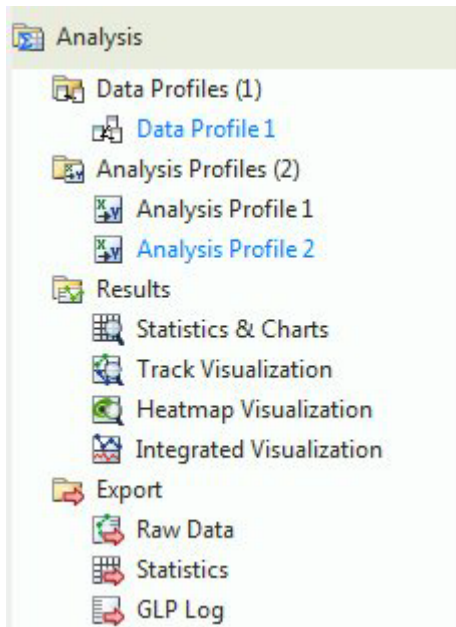 Analysis
Data Profiles (1)
Data Profile 1
Analysis Profiles (2)
Analysis Profile 1
Analysis Profile 2
Results
Statistics & Charts
Track Visualization
Heatmap Visualization
Integrated Visualization
Export
Raw Data
Statistics
GLP Log